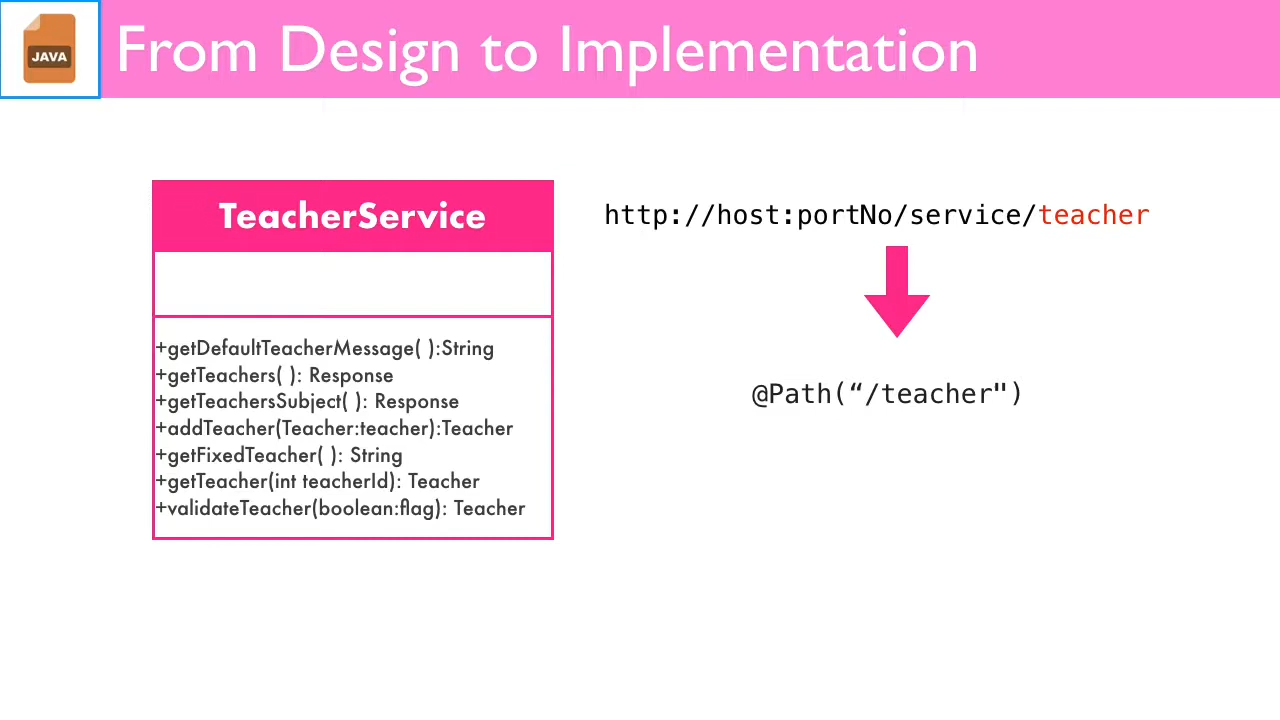 JAVA
From Design to Implementation
TeacherService
+getDefaultTeacherMessage( ):String
+getTeachers( ): Response
+getTeachersSubject( ): Response
+addTeacher(Teacher:teacher):Teacher
+getFixedTeacher( ): String
+getTeacher(int teacherId): Teacher
+validateTeacher(boolean:flag): Teacher
http://host:portNo/service/teacher
@Path(“/teacher")